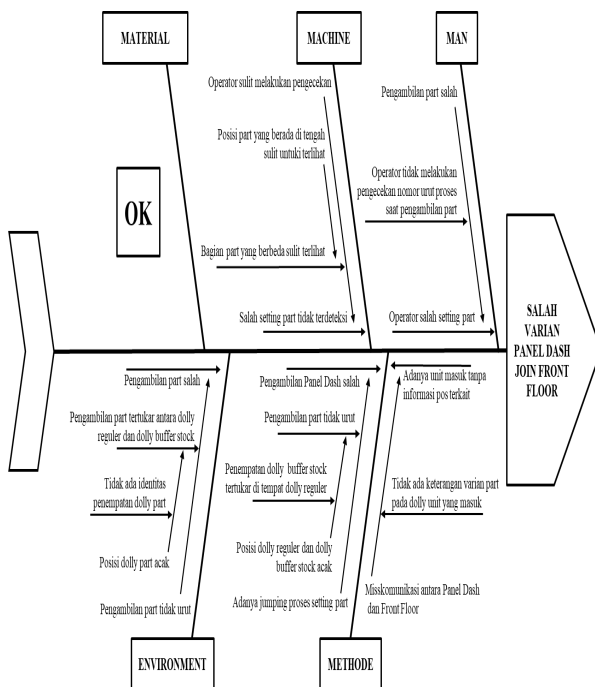 MATERIAL
MACHINE
MAN
Operator sulit melakukan pengecekan
Posisi part yang berada di tengah
sulit untuki terlihat
Bagian part yang berbeda sulit terlihat
Salah setting part tidak terdeteksi
Pengambilan part salah
Operator tidak melakukan
pengecekan nomor urut proses
saat pengambilan part
Operator salah setting part
OK
SALAH
VARIAN
PANEL DASH
JOIN FRONT
FLOOR
Pengambilan part salah
Pengambilan part tertukar antara dolly
reguler dan dolly buffer stock
Tidak ada identitas
penempatan dolly part
Posisi dolly part acak
Pengambilan part tidak urut
Pengambilan Panel Dash salah
Pengambilan part tidak urut
Penempatan dolly buffer stock
tertukar di tempat dolly reguler
Posisi dolly reguler dan dolly
buffer stock acak
Adanya jumping proses setting part
Adanya unit masuk tanpa
informasi pos terkait
Tidak ada keterangan varian part
pada dolly unit yang masuk
Misskomunikasi antara Panel Dash
dan Front Floor
ENVIRONMENT
METHODE